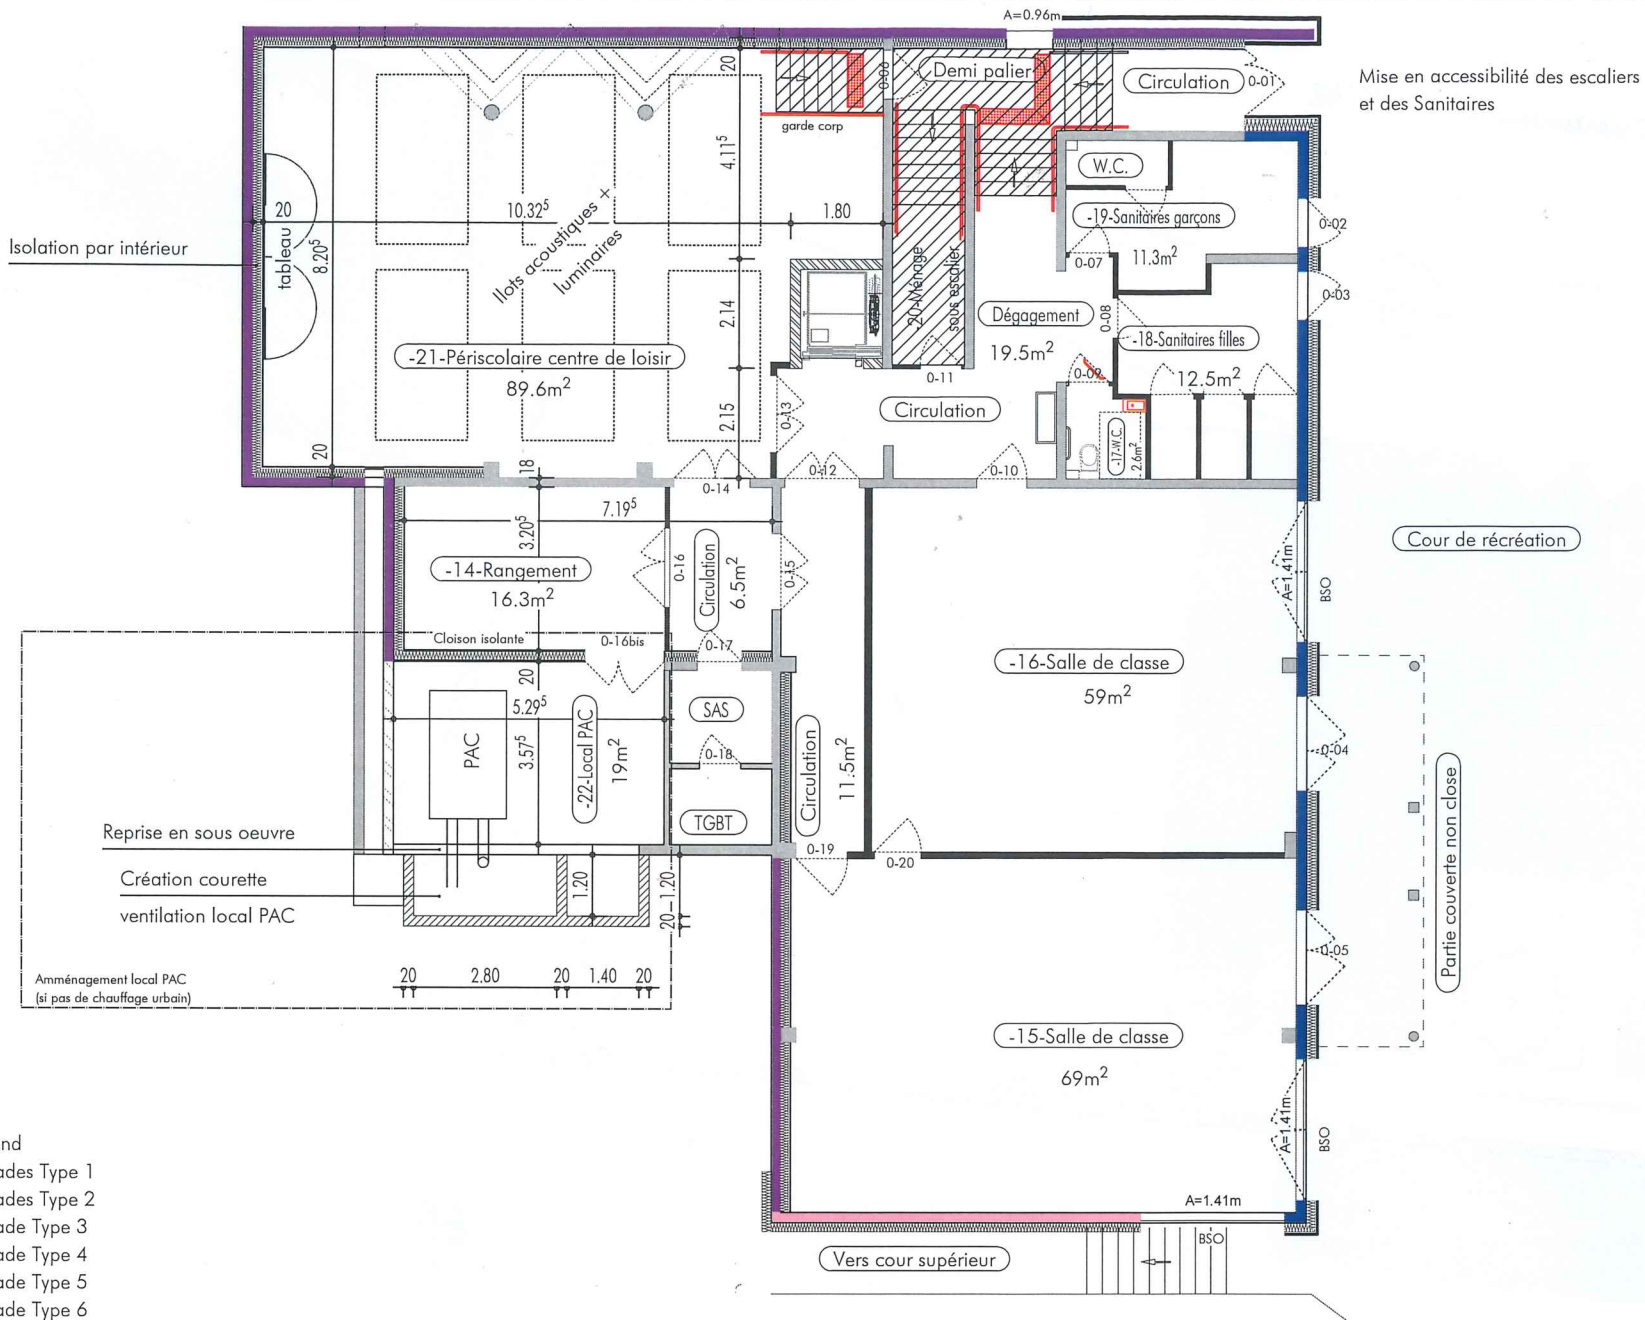 A=0.96m
Mise en accessibilité des escaliers
et des Sanitaires
20
0-06
Demi palier
Circulation
0-01
garde corp
4.11⁵
W.C.
-19-Sanitaires garçons
11.3m²
0-07
0-02
0-03
Isolation par intérieur
20
10.32⁵
1.80
tableau
8.20⁵
Ilots acoustiques +
luminaires
-20-Ménage
sous escalier
2.14
Dégagement
19.5m²
0-08
-18-Sanitaires filles
12.5m²
-21-Périscolaire centre de loisir
89.6m²
0-09
0-11
Circulation
2.15
0-13
-17-W.C.
2.6m²
20
18
0-14
0-12
0-10
7.19⁵
3.20⁵
-14-Rangement
16.3m²
0-16
Circulation
6.5m²
0-15
Cour de récréation
A=1.41m
BSO
Cloison isolante
0-16bis
0-17
-16-Salle de classe
59m²
20
5.29⁵
PAC
3.57⁵
-22-Local PAC
19m²
SAS
0-18
TGBT
Circulation
11.5m²
0-04
Partie couverte non close
Reprise en sous oeuvre
Création courette
ventilation local PAC
0-19
0-20
1.20
1.20
20
0-05
Amménagement local PAC
(si pas de chauffage urbain)
20
2.80
20
1.40
20
-15-Salle de classe
69m²
A=1.41m
BSO
A=1.41m
BSO
Vers cour supérieur
nd
ades Type 1
ades Type 2
ade Type 3
ade Type 4
ade Type 5
ade Type 6